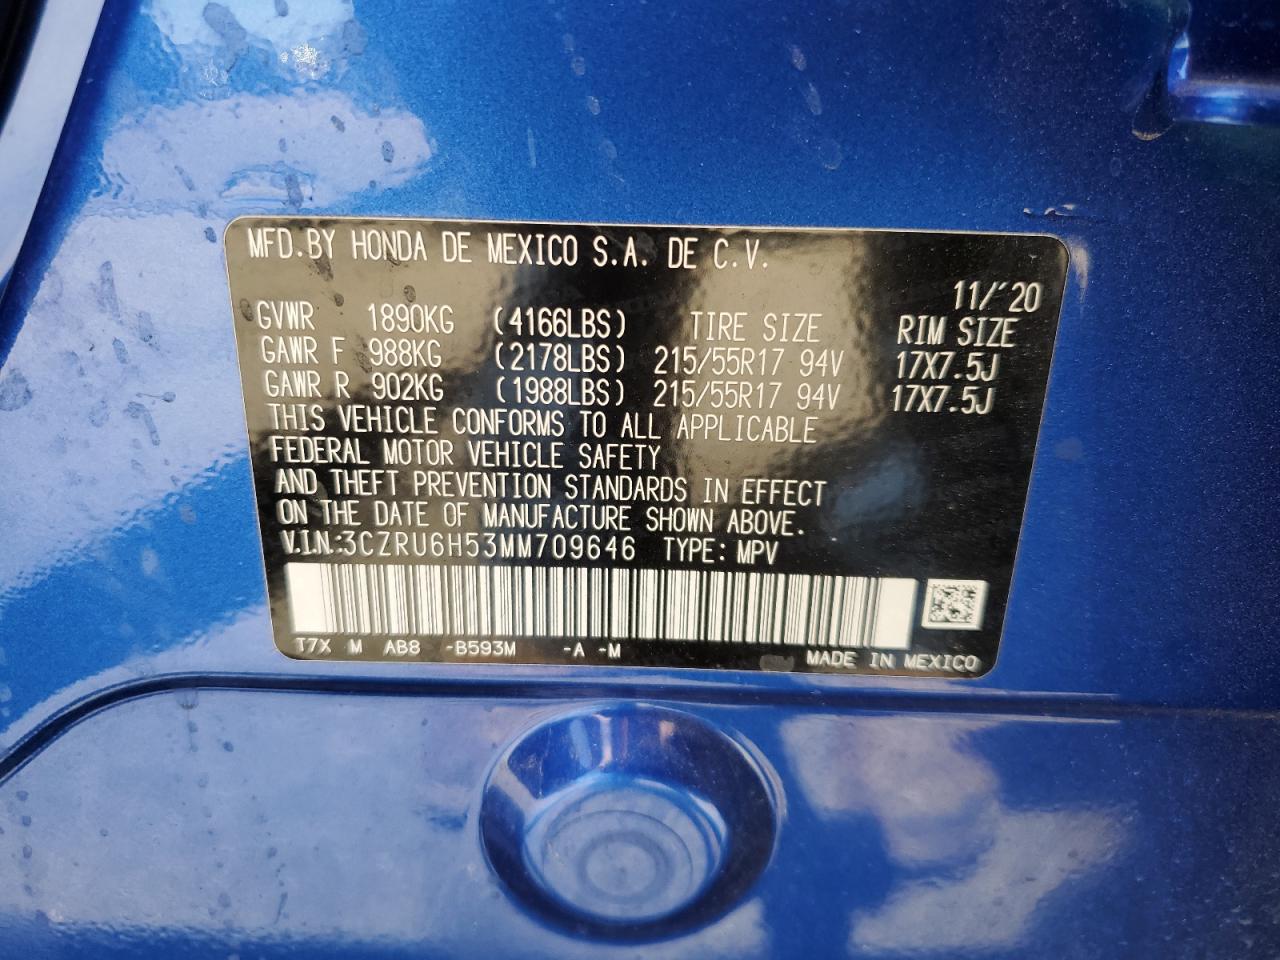 MFD.BY HONDA DE MEXICO S.A. DE C.V.
11/'20
GVWR 1890KG (4166LBS) TIRE SIZE RIM SIZE
GAWR F 988KG (2178LBS) 215/55R17 94V 17X7.5J
GAWR R 902KG (1988LBS) 215/55R17 94V 17X7.5J
THIS VEHICLE CONFORMS TO ALL APPLICABLE
FEDERAL MOTOR VEHICLE SAFETY
AND THEFT PREVENTION STANDARDS IN EFFECT
ON THE DATE OF MANUFACTURE SHOWN ABOVE.
V.I.N.:3CZRU6H53MM709646 TYPE: MPV
T7X M AB8 -B593M -A -M
MADE IN MEXICO